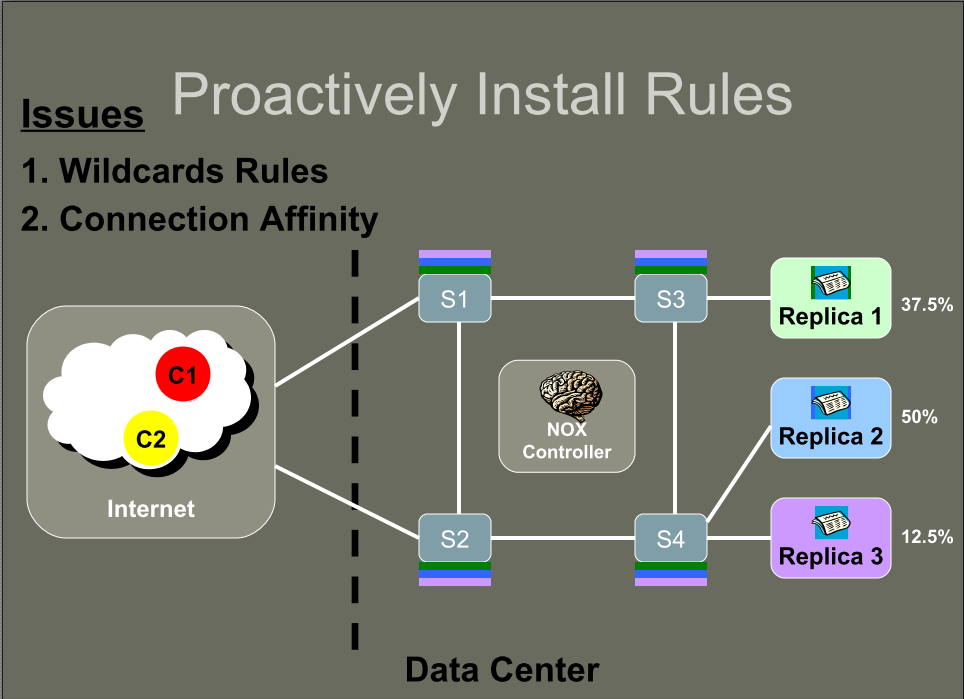 Proactively Install Rules
Issues
1. Wildcards Rules
2. Connection Affinity
S1
S3
Replica 1
37.5%
C1
C2
Internet
NOX
Controller
Replica 2
50%
S2
S4
Replica 3
12.5%
Data Center